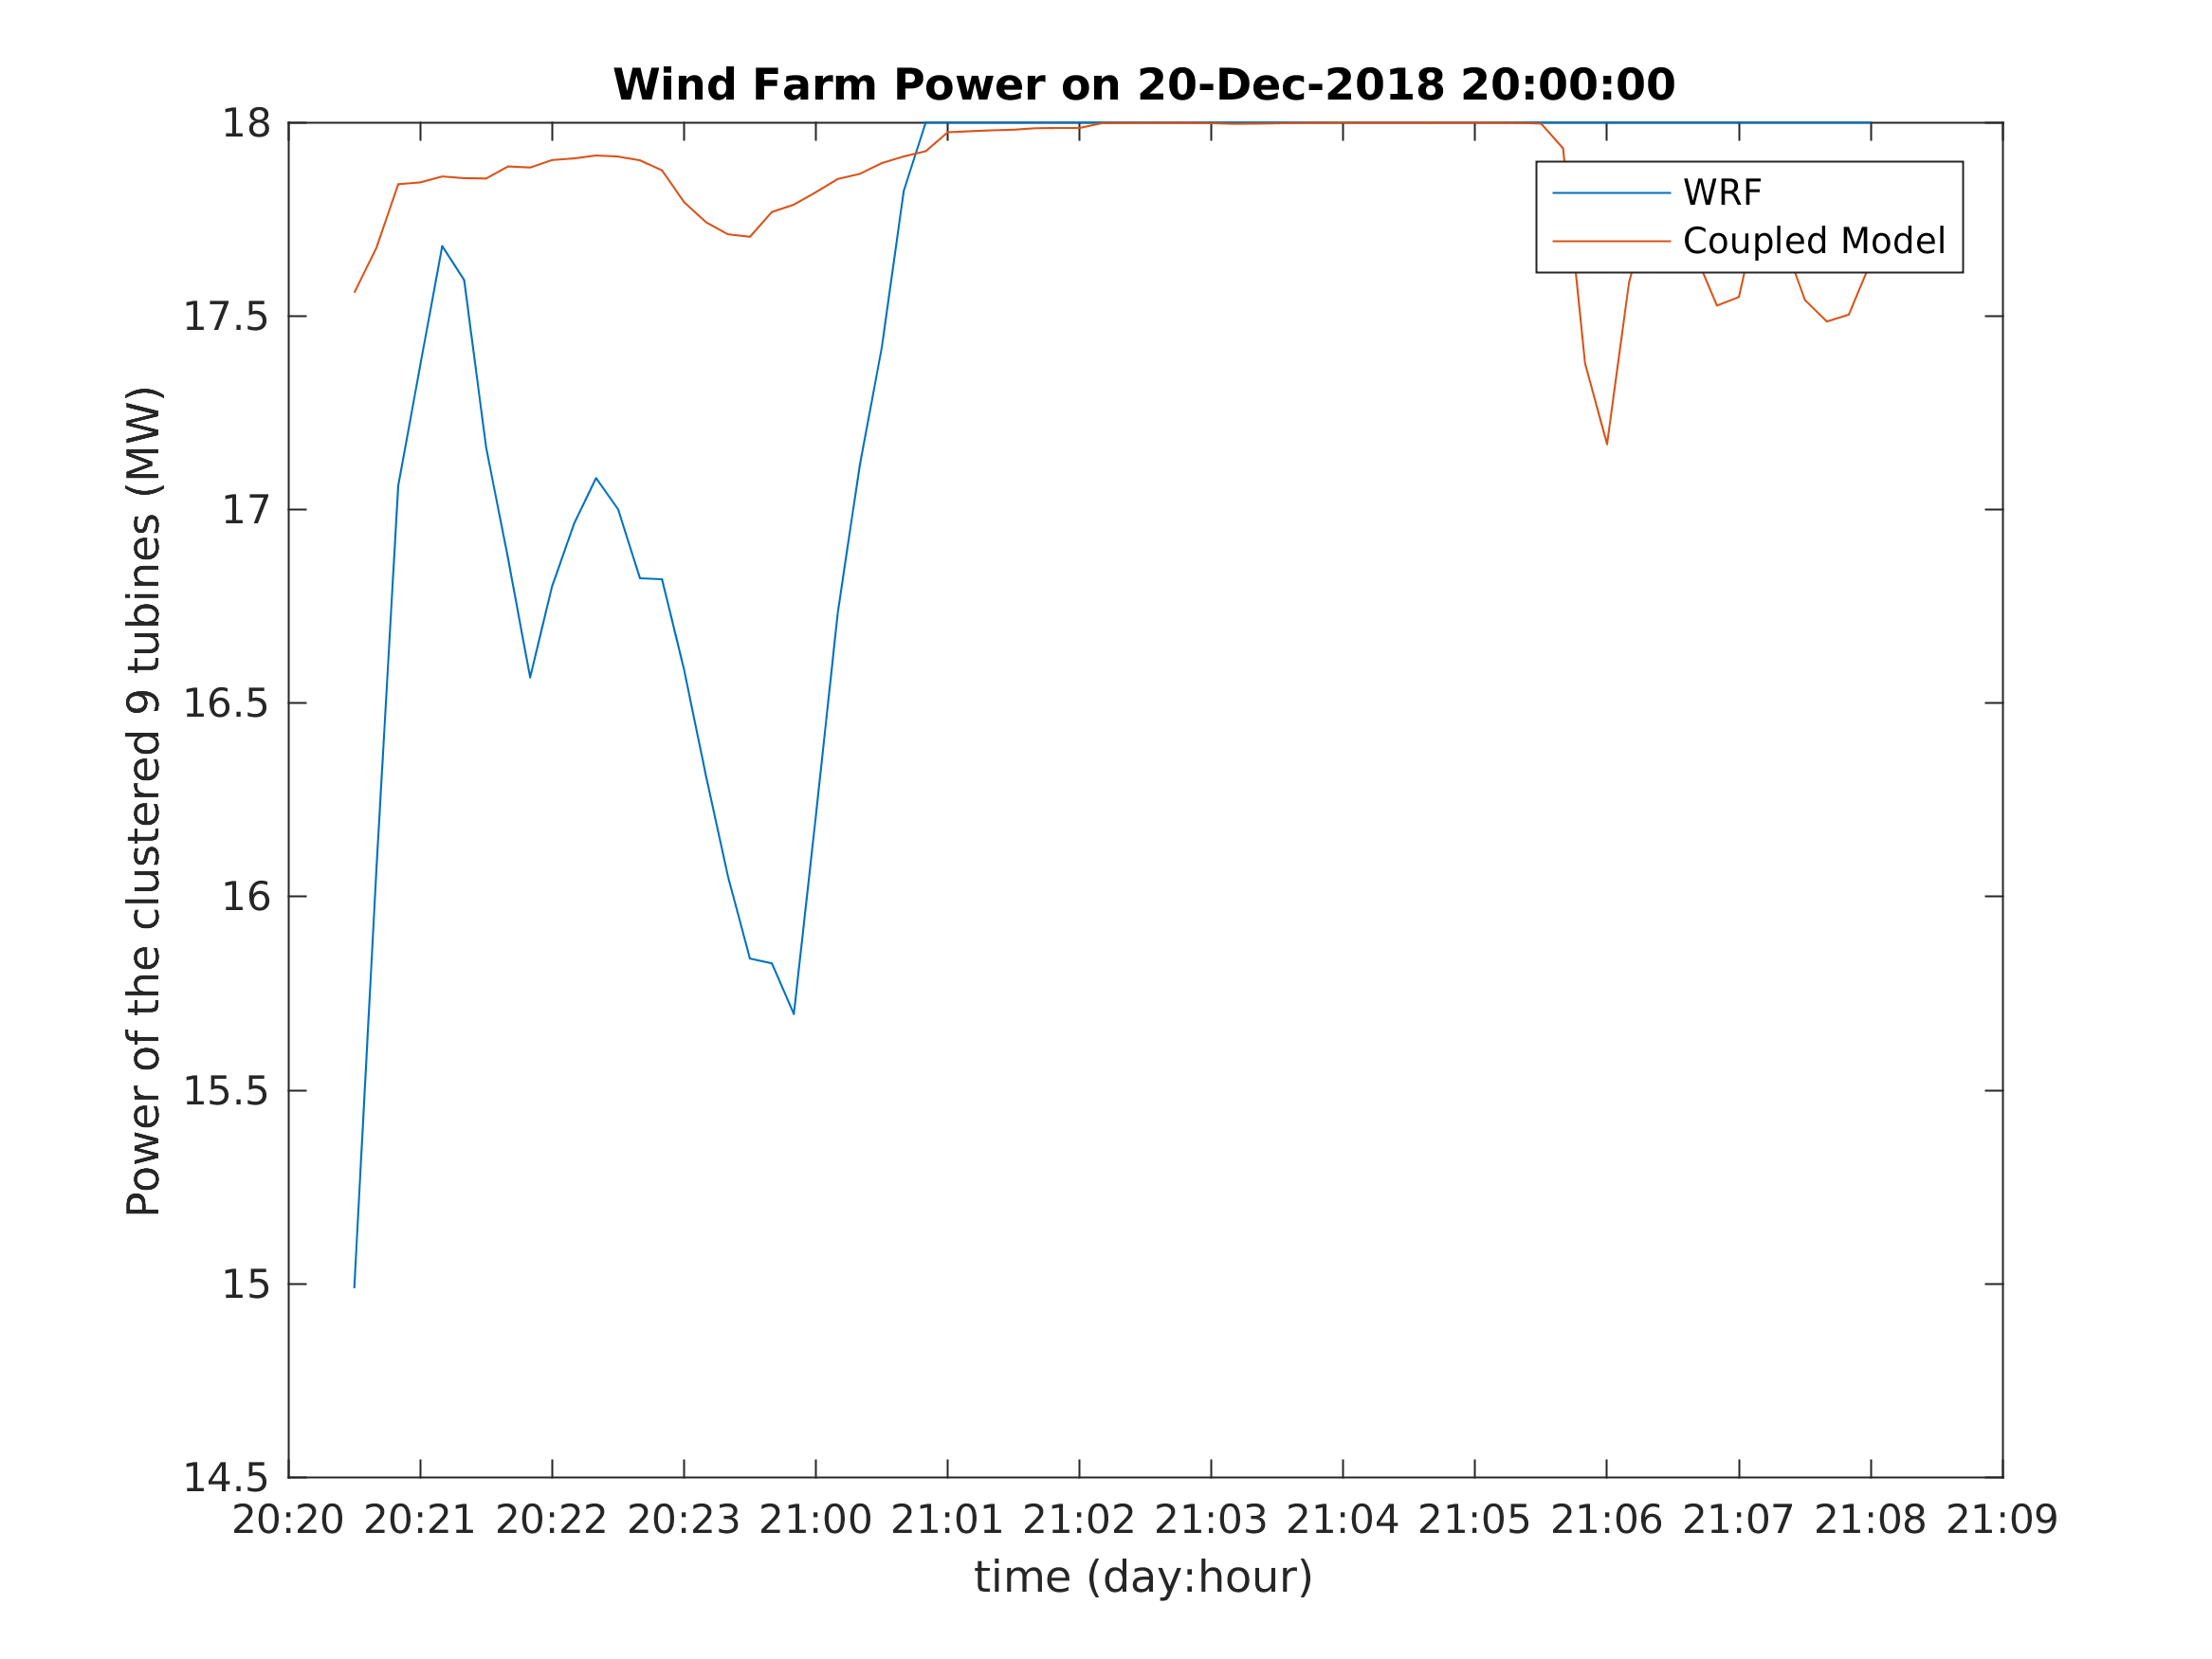 Wind Farm Power on 20-Dec-2018 20:00:00
18
17.5
17
16.5
16
15.5
15
14.5
Power of the clustered 9 tubines (MW)
WRF
Coupled Model
20:20 20:21 20:22 20:23 21:00 21:01 21:02 21:03 21:04 21:05 21:06 21:07 21:08 21:09
time (day:hour)